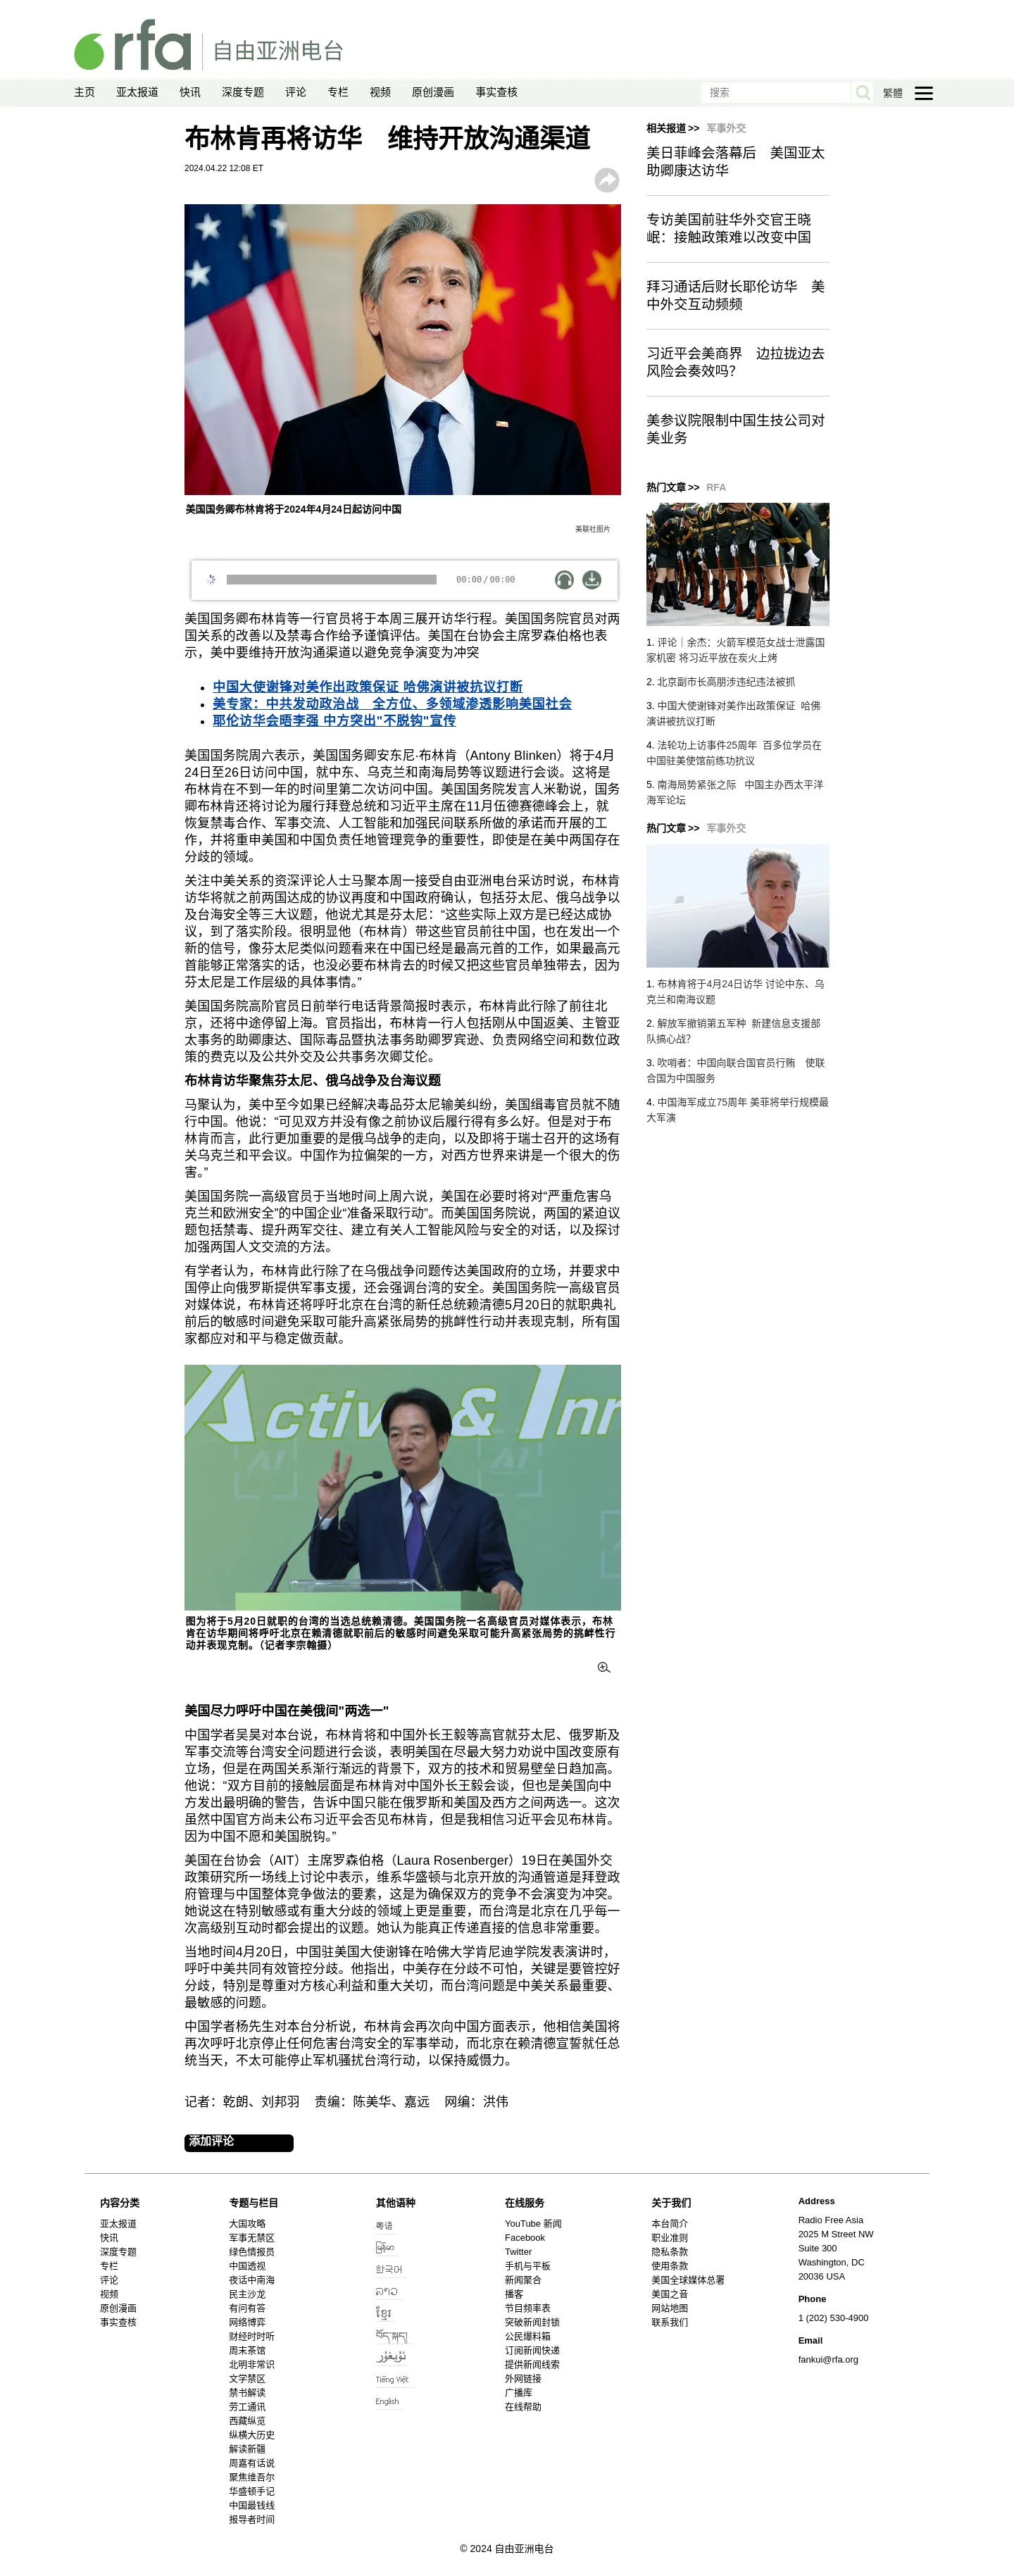 rfa 自由亚洲电台
主页 亚太报道 快讯 深度专题 评论 专栏 视频 原创漫画 事实查核 搜索 繁體
布林肯再将访华　维持开放沟通渠道
2024.04.22 12:08 ET
美国国务卿布林肯将于2024年4月24日起访问中国
美联社图片
00:00 / 00:00
美国国务卿布林肯等一行官员将于本周三展开访华行程。美国国务院官员对两
国关系的改善以及禁毒合作给予谨慎评估。美国在台协会主席罗森伯格也表
示，美中要维持开放沟通渠道以避免竞争演变为冲突
中国大使谢锋对美作出政策保证 哈佛演讲被抗议打断
美专家：中共发动政治战　全方位、多领域渗透影响美国社会
耶伦访华会晤李强 中方突出"不脱钩"宣传
美国国务院周六表示，美国国务卿安东尼·布林肯（Antony Blinken）将于4月
24日至26日访问中国，就中东、乌克兰和南海局势等议题进行会谈。这将是
布林肯在不到一年的时间里第二次访问中国。美国国务院发言人米勒说，国务
卿布林肯还将讨论为履行拜登总统和习近平主席在11月伍德赛德峰会上，就
恢复禁毒合作、军事交流、人工智能和加强民间联系所做的承诺而开展的工
作，并将重申美国和中国负责任地管理竞争的重要性，即使是在美中两国存在
分歧的领域。
关注中美关系的资深评论人士马聚本周一接受自由亚洲电台采访时说，布林肯
访华将就之前两国达成的协议再度和中国政府确认，包括芬太尼、俄乌战争以
及台海安全等三大议题，他说尤其是芬太尼：“这些实际上双方是已经达成协
议，到了落实阶段。很明显他（布林肯）带这些官员前往中国，也在发出一个
新的信号，像芬太尼类似问题看来在中国已经是最高元首的工作，如果最高元
首能够正常落实的话，也没必要布林肯去的时候又把这些官员单独带去，因为
芬太尼是工作层级的具体事情。”
美国国务院高阶官员日前举行电话背景简报时表示，布林肯此行除了前往北
京，还将中途停留上海。官员指出，布林肯一行人包括刚从中国返美、主管亚
太事务的助卿康达、国际毒品暨执法事务助卿罗宾逊、负责网络空间和数位政
策的费克以及公共外交及公共事务次卿艾伦。
布林肯访华聚焦芬太尼、俄乌战争及台海议题
马聚认为，美中至今如果已经解决毒品芬太尼输美纠纷，美国缉毒官员就不随
行中国。他说：“可见双方并没有像之前协议后履行得有多么好。但是对于布
林肯而言，此行更加重要的是俄乌战争的走向，以及即将于瑞士召开的这场有
关乌克兰和平会议。中国作为拉偏架的一方，对西方世界来讲是一个很大的伤
害。”
美国国务院一高级官员于当地时间上周六说，美国在必要时将对“严重危害乌
克兰和欧洲安全”的中国企业“准备采取行动”。而美国国务院说，两国的紧迫议
题包括禁毒、提升两军交往、建立有关人工智能风险与安全的对话，以及探讨
加强两国人文交流的方法。
有学者认为，布林肯此行除了在乌俄战争问题传达美国政府的立场，并要求中
国停止向俄罗斯提供军事支援，还会强调台湾的安全。美国国务院一高级官员
对媒体说，布林肯还将呼吁北京在台湾的新任总统赖清德5月20日的就职典礼
前后的敏感时间避免采取可能升高紧张局势的挑衅性行动并表现克制，所有国
家都应对和平与稳定做贡献。
Active & Inn
图为将于5月20日就职的台湾的当选总统赖清德。美国国务院一名高级官员对媒体表示，布林
肯在访华期间将呼吁北京在赖清德就职前后的敏感时间避免采取可能升高紧张局势的挑衅性行
动并表现克制。（记者李宗翰摄）
美国尽力呼吁中国在美俄间"两选一"
中国学者吴昊对本台说，布林肯将和中国外长王毅等高官就芬太尼、俄罗斯及
军事交流等台湾安全问题进行会谈，表明美国在尽最大努力劝说中国改变原有
立场，但是在两国关系渐行渐远的背景下，双方的技术和贸易壁垒日趋加高。
他说：“双方目前的接触层面是布林肯对中国外长王毅会谈，但也是美国向中
方发出最明确的警告，告诉中国只能在俄罗斯和美国及西方之间两选一。这次
虽然中国官方尚未公布习近平会否见布林肯，但是我相信习近平会见布林肯。
因为中国不愿和美国脱钩。”
美国在台协会（AIT）主席罗森伯格（Laura Rosenberger）19日在美国外交
政策研究所一场线上讨论中表示，维系华盛顿与北京开放的沟通管道是拜登政
府管理与中国整体竞争做法的要素，这是为确保双方的竞争不会演变为冲突。
她说这在特别敏感或有重大分歧的领域上更是重要，而台湾是北京在几乎每一
次高级别互动时都会提出的议题。她认为能真正传递直接的信息非常重要。
当地时间4月20日，中国驻美国大使谢锋在哈佛大学肯尼迪学院发表演讲时，
呼吁中美共同有效管控分歧。他指出，中美存在分歧不可怕，关键是要管控好
分歧，特别是尊重对方核心利益和重大关切，而台湾问题是中美关系最重要、
最敏感的问题。
中国学者杨先生对本台分析说，布林肯会再次向中国方面表示，他相信美国将
再次呼吁北京停止任何危害台湾安全的军事举动，而北京在赖清德宣誓就任总
统当天，不太可能停止军机骚扰台湾行动，以保持威慑力。
记者：乾朗、刘邦羽　责编：陈美华、嘉远　网编：洪伟
添加评论
相关报道 >> 军事外交
美日菲峰会落幕后　美国亚太
助卿康达访华
专访美国前驻华外交官王晓
岷：接触政策难以改变中国
拜习通话后财长耶伦访华　美
中外交互动频频
习近平会美商界　边拉拢边去
风险会奏效吗？
美参议院限制中国生技公司对
美业务
热门文章 >> RFA
1. 评论｜余杰：火箭军模范女战士泄露国
家机密 将习近平放在炭火上烤
2. 北京副市长高朋涉违纪违法被抓
3. 中国大使谢锋对美作出政策保证 哈佛
演讲被抗议打断
4. 法轮功上访事件25周年 百多位学员在
中国驻美使馆前练功抗议
5. 南海局势紧张之际 中国主办西太平洋
海军论坛
热门文章 >> 军事外交
1. 布林肯将于4月24日访华 讨论中东、乌
克兰和南海议题
2. 解放军撤销第五军种 新建信息支援部
队搞心战？
3. 吹哨者：中国向联合国官员行贿　使联
合国为中国服务
4. 中国海军成立75周年 美菲将举行规模最
大军演
内容分类
亚太报道
快讯
深度专题
专栏
评论
视频
原创漫画
事实查核
专题与栏目
大国攻略
军事无禁区
绿色情报员
中国透视
夜话中南海
民主沙龙
有问有答
网络博弈
财经时时听
周末茶馆
北明非常识
文学禁区
禁书解读
劳工通讯
西藏纵览
纵横大历史
解读新疆
周嘉有话说
聚焦维吾尔
华盛顿手记
中国最钱线
报导者时间
其他语种
粤语
မြန်မာ
한국어
ລາວ
ខ្មែរ
བོད་སྐད།
ئۇيغۇر
Tiếng Việt
English
在线服务
YouTube 新闻
Facebook
Twitter
手机与平板
新闻聚合
播客
节目频率表
突破新闻封锁
公民爆料箱
订阅新闻快递
提供新闻线索
外网链接
广播库
在线帮助
关于我们
本台简介
职业准则
隐私条款
使用条款
美国全球媒体总署
美国之音
网站地图
联系我们
Address
Radio Free Asia
2025 M Street NW
Suite 300
Washington, DC
20036 USA
Phone
1 (202) 530-4900
Email
fankui@rfa.org
© 2024 自由亚洲电台